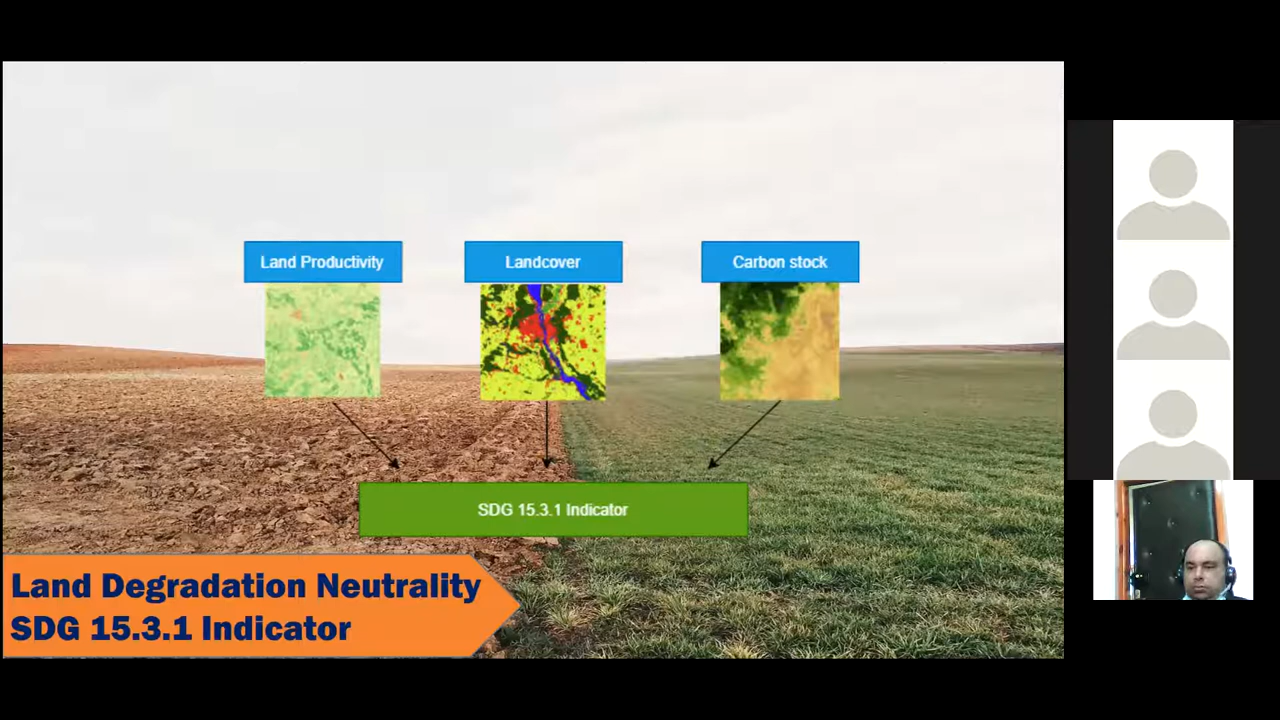 Land Productivity
Landcover
Carbon stock
SDG 15.3.1 Indicator
Land Degradation Neutrality
SDG 15.3.1 Indicator